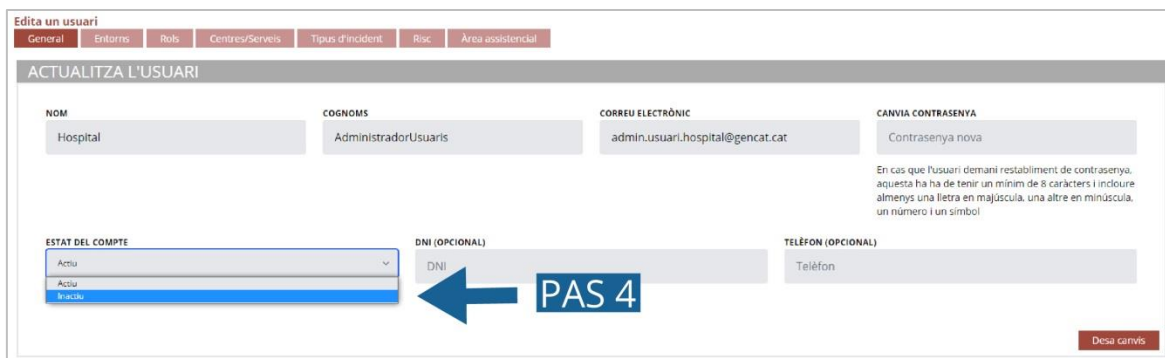 Edita un usuari
General Entorns Rols Centres/Serveis Tipus d'incident Risc Àrea assistencial
ACTUALITZA L'USUARI
NOM COGNOMS CORREU ELECTRÒNIC CANVIA CONTRASENYA
Hospital AdministradorUsuaris admin.usuari.hospital@gencat.cat Contrasenya nova
En cas que l'usuari demani restabliment de contrasenya,
aquesta ha ha de tenir un mínim de 8 caràcters i incloure
almenys una lletra en majúscula, una altre en minúscula,
un número i un símbol
ESTAT DEL COMPTE DNI (OPCIONAL) TELÈFON (OPCIONAL)
Actiu DNI Telèfon
Actiu
Inactiu
PAS 4
Desa canvis